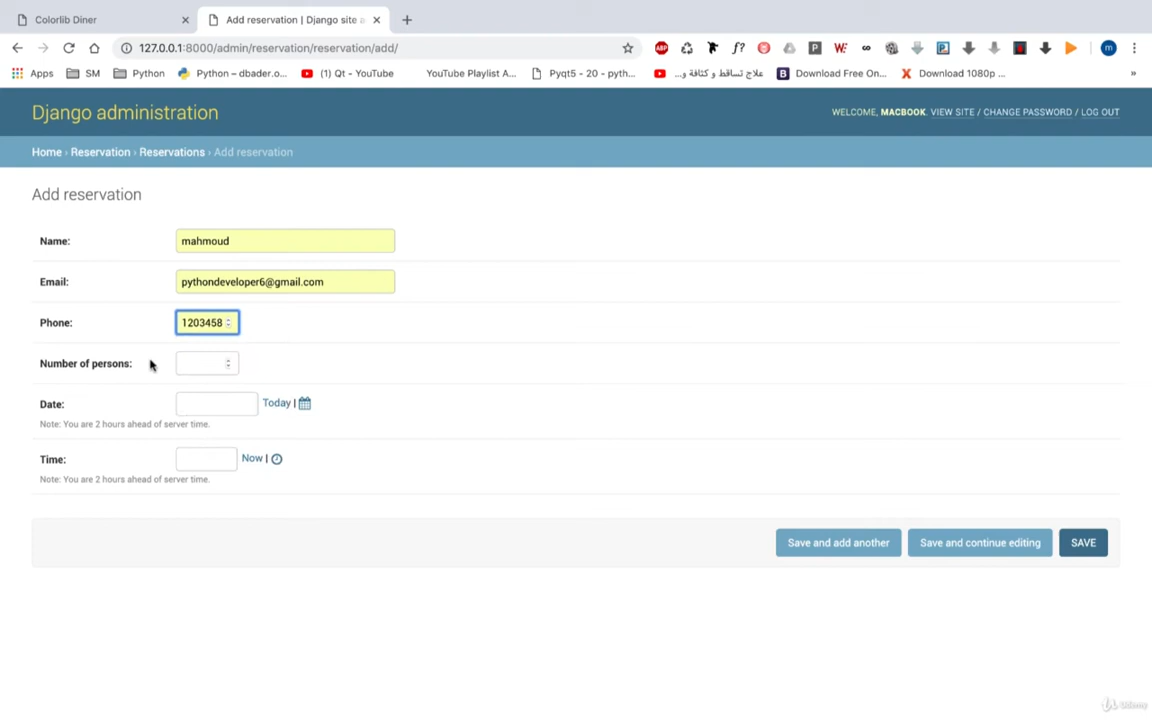 Colorlib Diner
Add reservation | Django site a
127.0.0.1:8000/admin/reservation/reservation/add/
Apps SM Python Python – dbader.o... (1) Qt - YouTube YouTube Playlist A... Pyqt5 - 20 - pyth... علاج تساقط و كثافة و... Download Free On... Download 1080p ...
Django administration
WELCOME, MACBOOK. VIEW SITE / CHANGE PASSWORD / LOG OUT
Home › Reservation › Reservations › Add reservation
Add reservation
Name: mahmoud
Email: pythondeveloper6@gmail.com
Phone: 1203458
Number of persons:
Date: Today |
Note: You are 2 hours ahead of server time.
Time: Now |
Note: You are 2 hours ahead of server time.
Save and add another Save and continue editing SAVE
Udemy